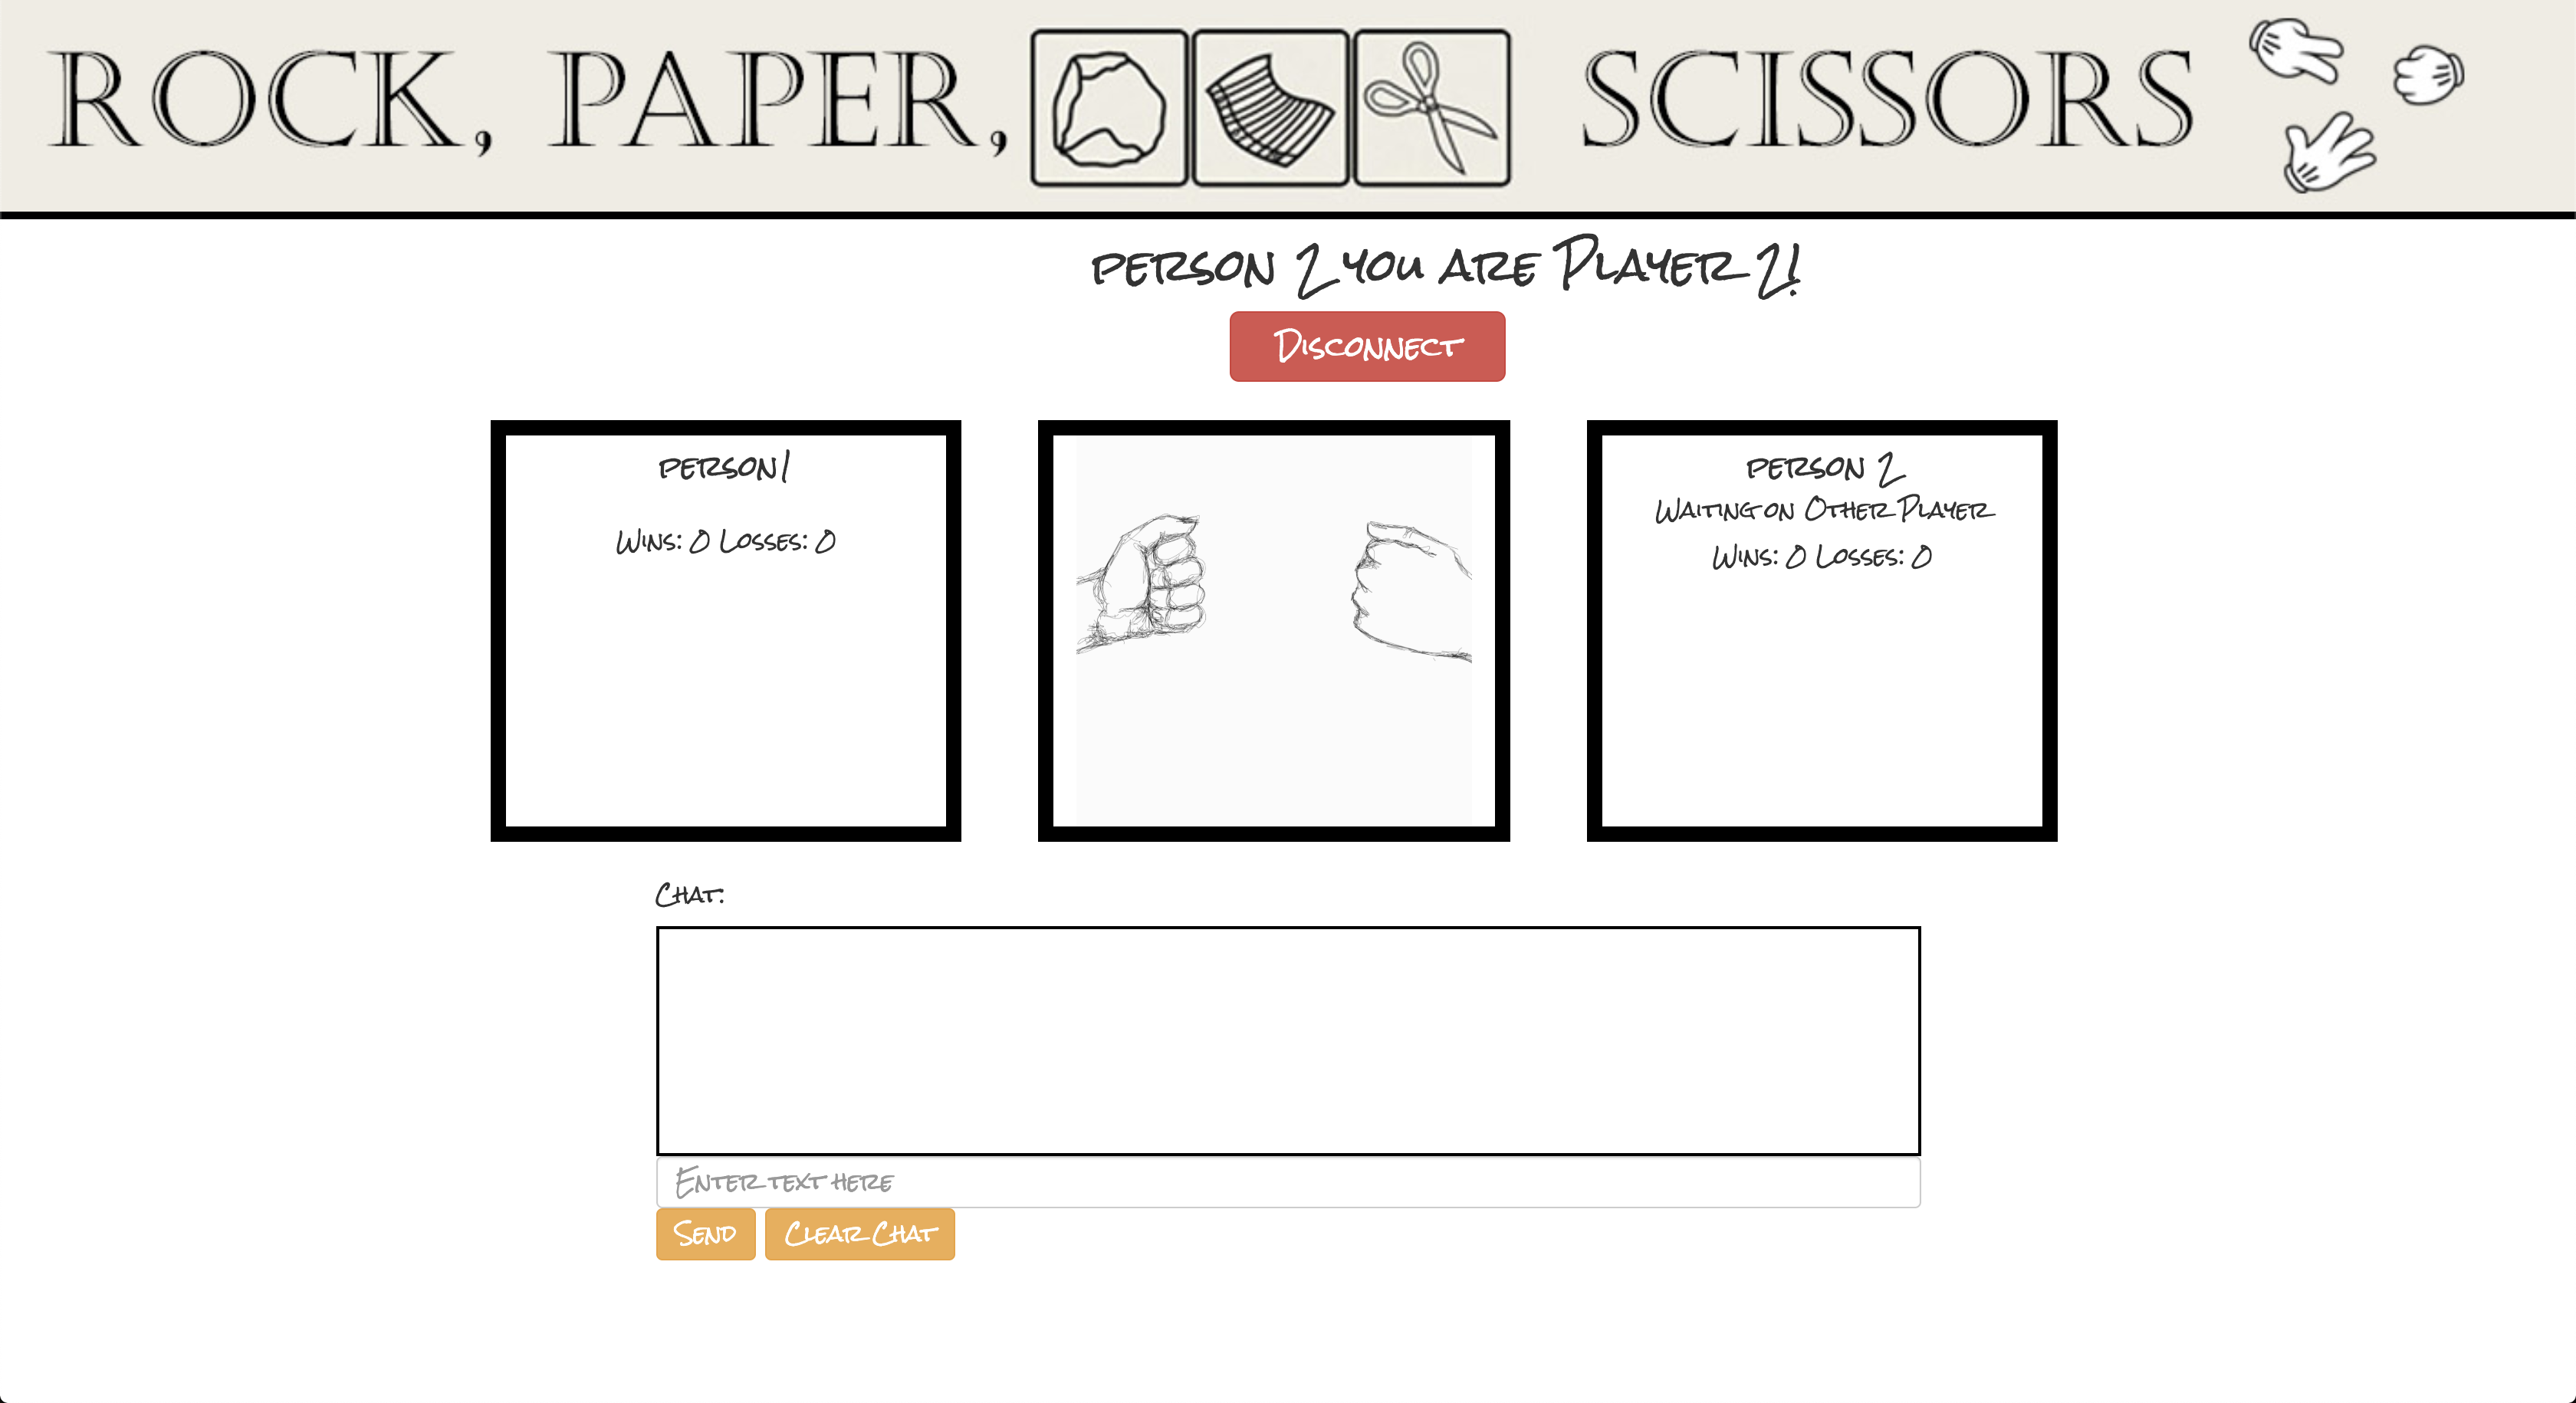 ROCK, PAPER, SCISSORS
person 2 you are Player 2!
Disconnect
person1
Wins: 0 Losses: 0
person 2
Waiting on Other Player
Wins: 0 Losses: 0
Chat:
Enter text here
Send
Clear Chat